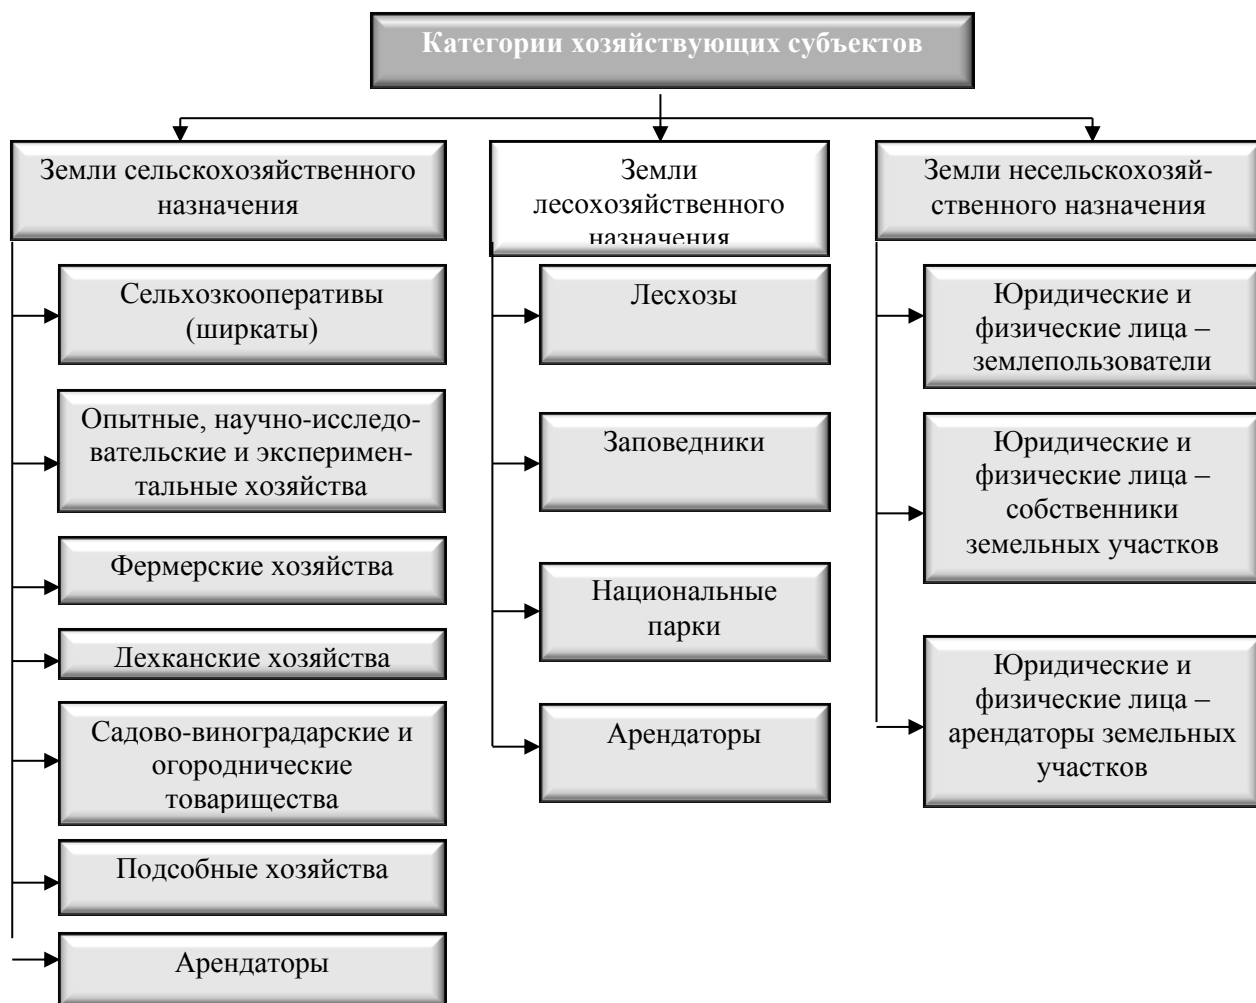 Категории хозяйствующих субъектов
Земли сельскохозяйственного
назначения
Сельхозкооперативы
(ширкаты)
Опытные, научно-исследо-
вательские и эксперимен-
тальные хозяйства
Фермерские хозяйства
Дехканские хозяйства
Садово-виноградарские и
огороднические
товарищества
Подсобные хозяйства
Арендаторы
Земли
лесохозяйственного
назначения
Лесхозы
Заповедники
Национальные
парки
Арендаторы
Земли несельскохозяй-
ственного назначения
Юридические и
физические лица –
землепользователи
Юридические и
физические лица –
собственники
земельных участков
Юридические и
физические лица –
арендаторы земельных
участков